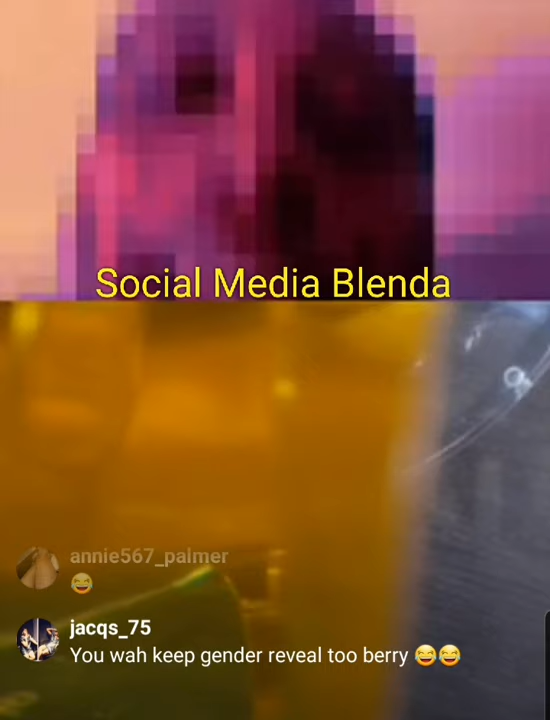 Social Media Blenda
annie567_palmer
😂
jacqs_75
You wah keep gender reveal too berry 😂😂